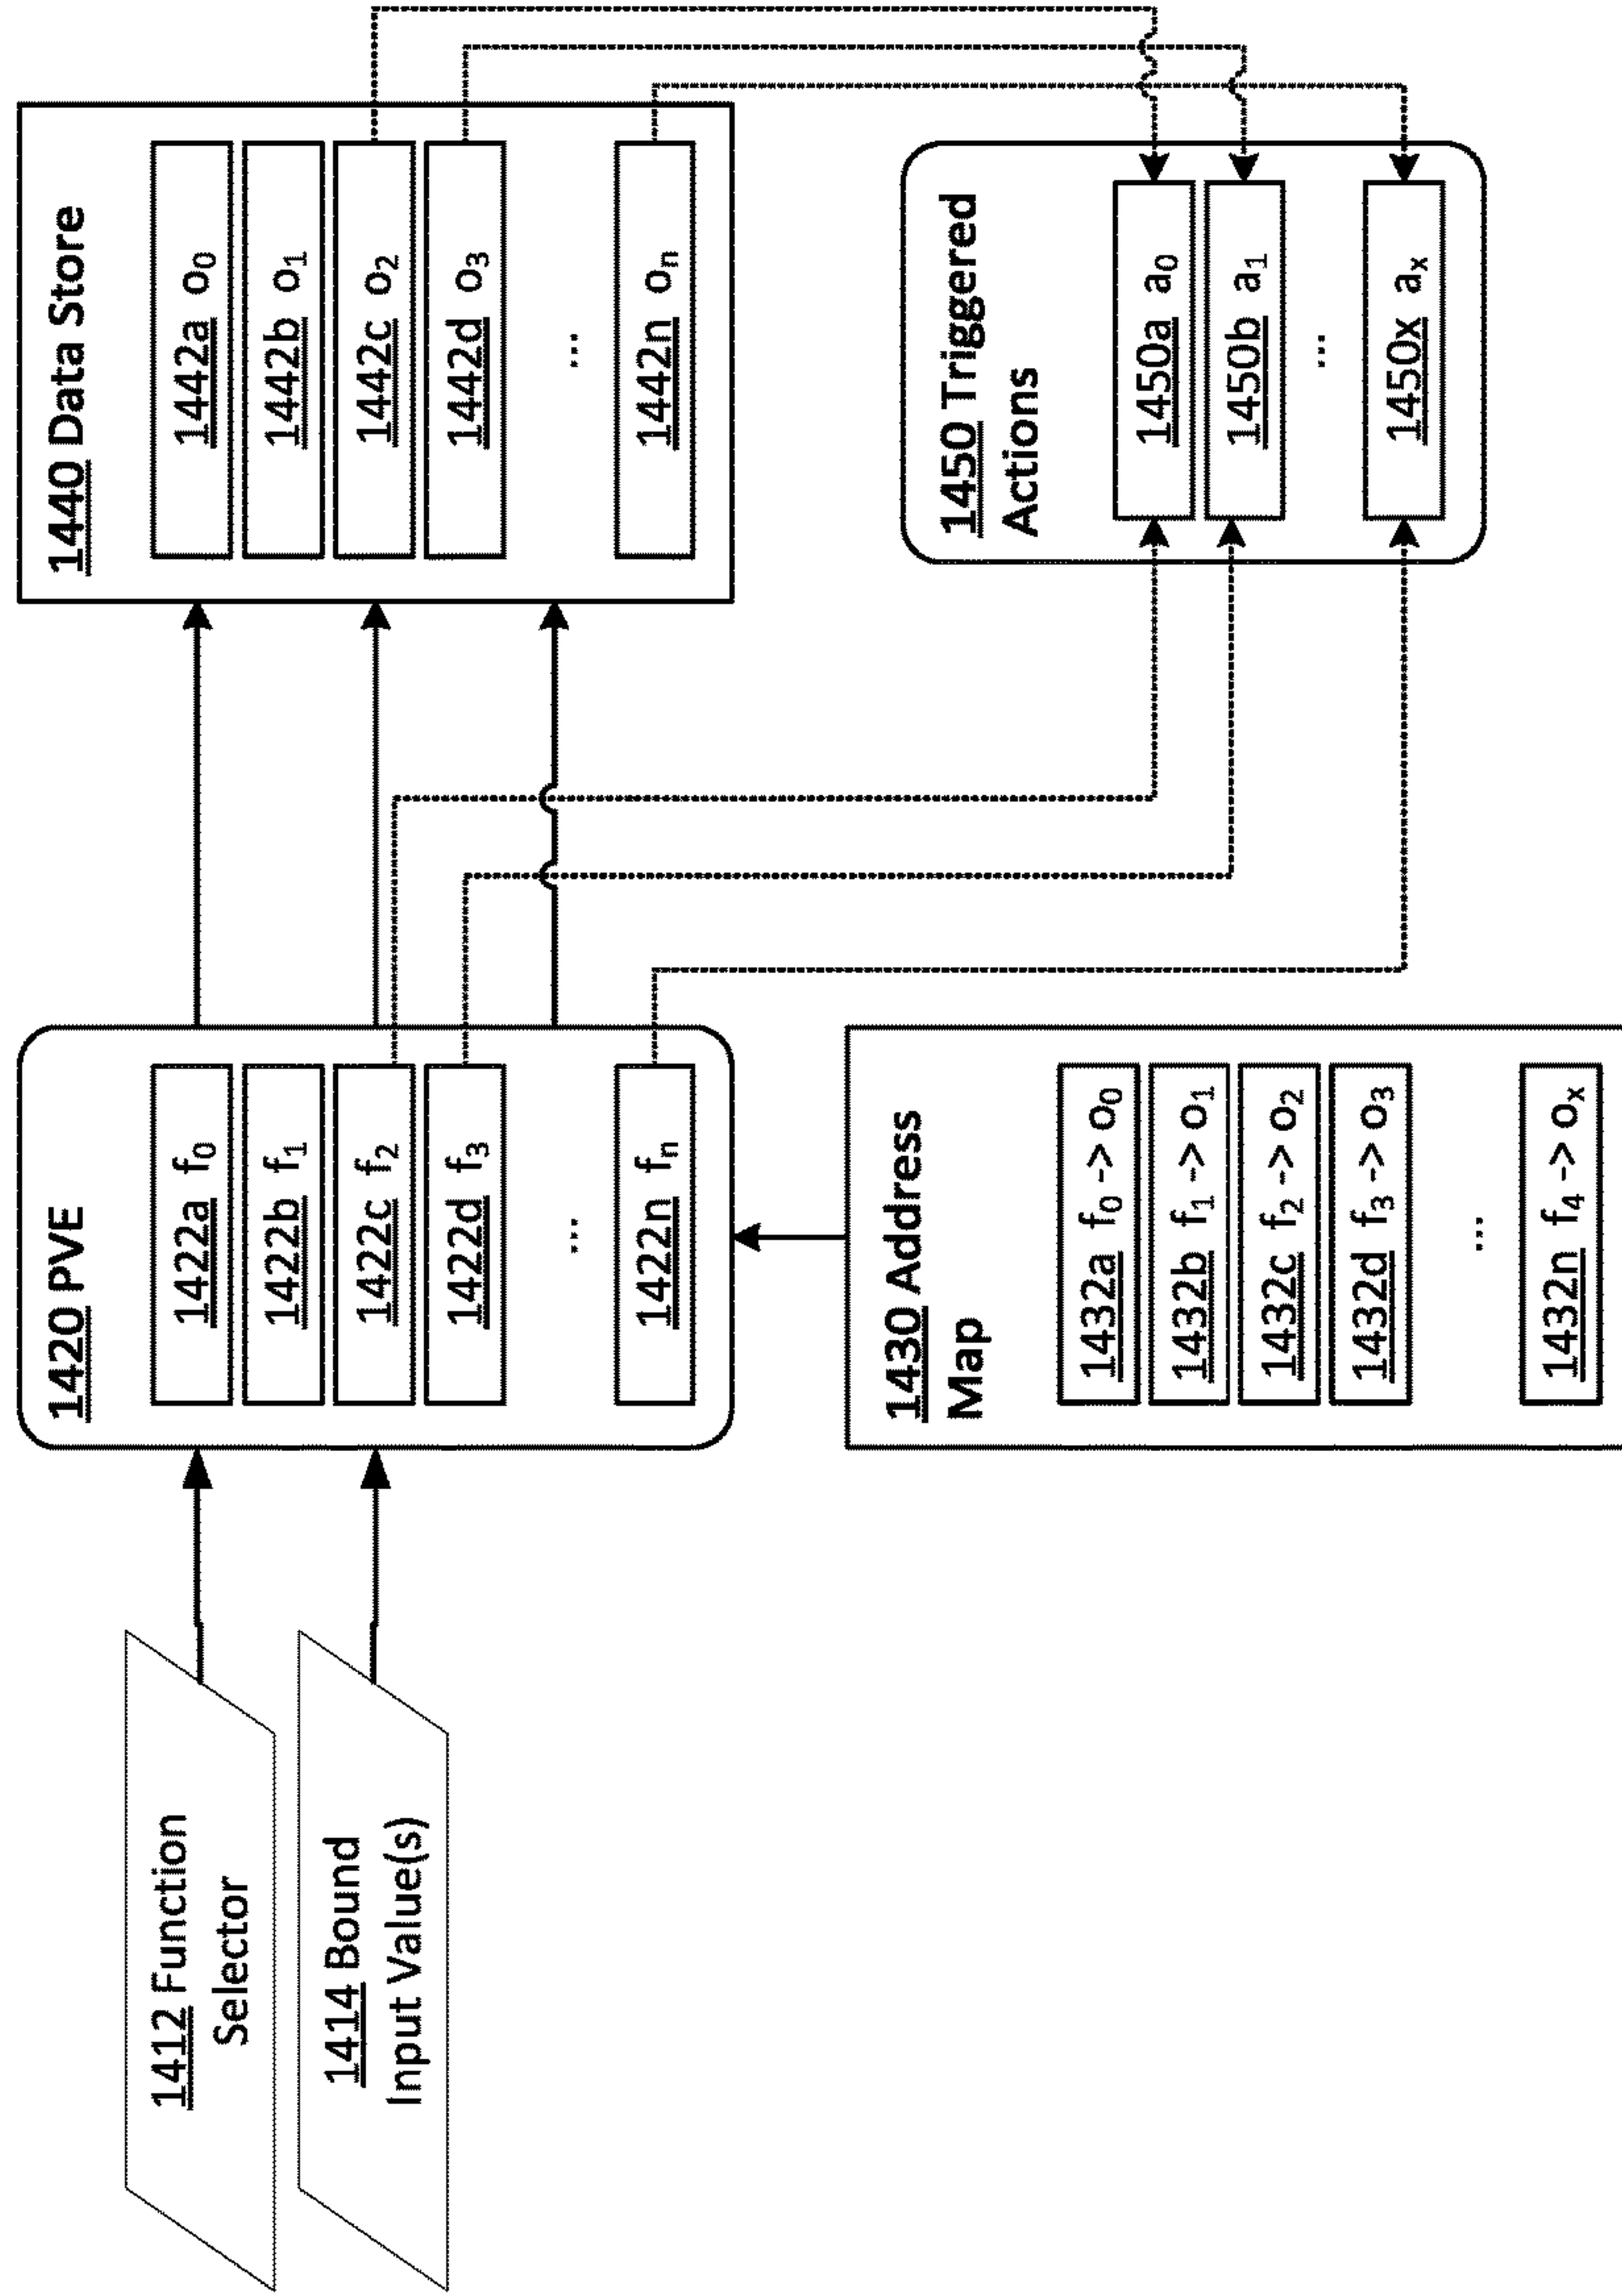 1412 Function
Selector
1414 Bound
Input Value(s)
1420 PVE
1422a f₀
1422b f₁
1422c f₂
1422d f₃
...
1422n fₙ
1430 Address
Map
1432a f₀ -> o₀
1432b f₁ -> o₁
1432c f₂ -> o₂
1432d f₃ -> o₃
...
1432n f₄ -> oₓ
1440 Data Store
1442a o₀
1442b o₁
1442c o₂
1442d o₃
...
1442n oₙ
1450 Triggered
Actions
1450a a₀
1450b a₁
...
1450x aₓ